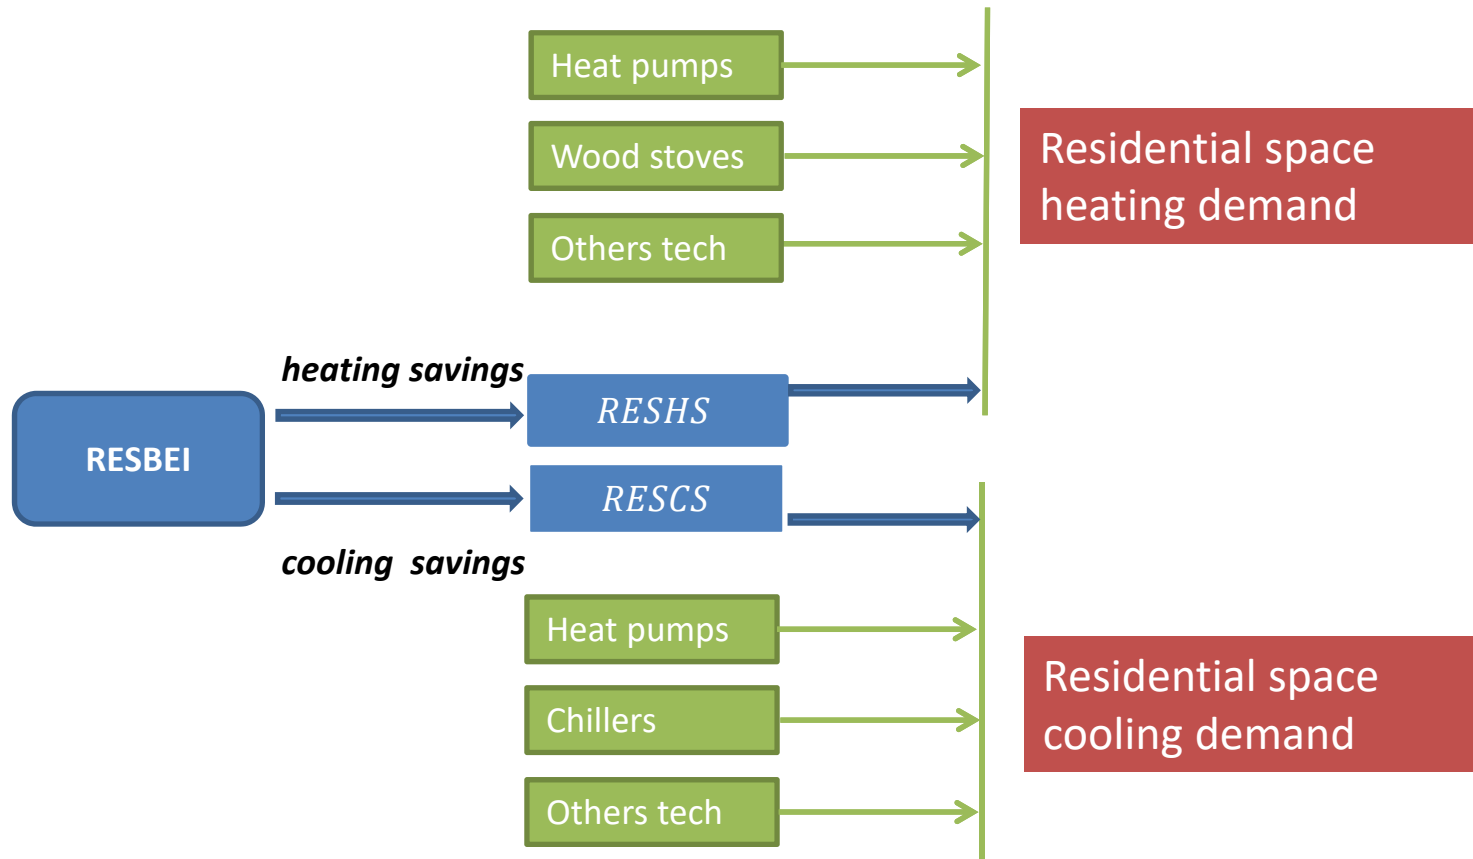 Heat pumps
Wood stoves
Others tech
Residential space
heating demand
heating savings
RESBEI
RESHS
RESCS
cooling savings
Heat pumps
Chillers
Others tech
Residential space
cooling demand